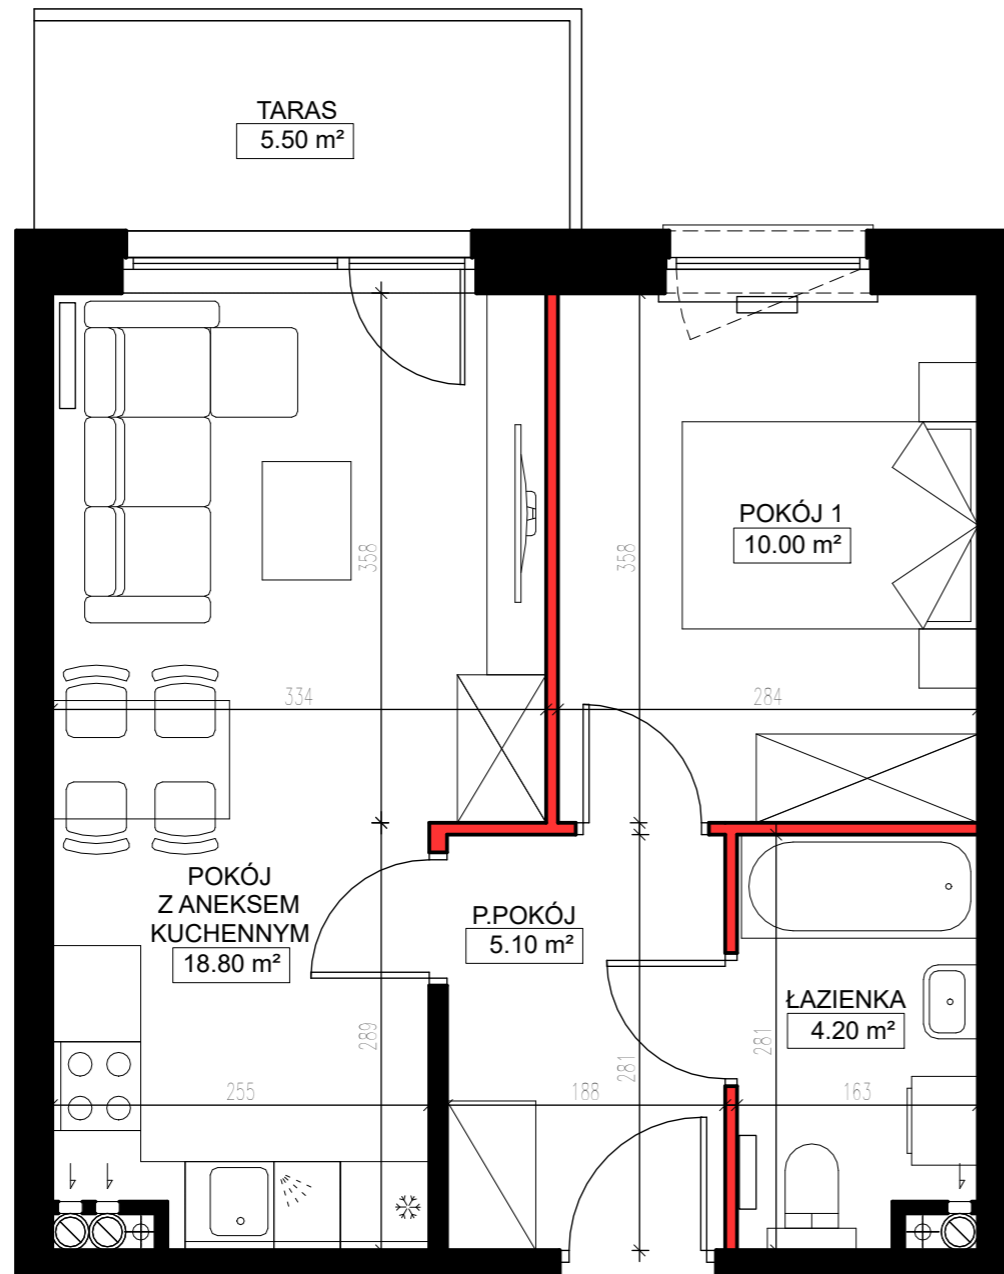 TARAS
5.50 m²
POKÓJ 1
10.00 m²
358
358
334
284
POKÓJ
Z ANEKSEM
KUCHENNYM
18.80 m²
P.POKÓJ
5.10 m²
ŁAZIENKA
4.20 m²
289
281
281
255
188
163